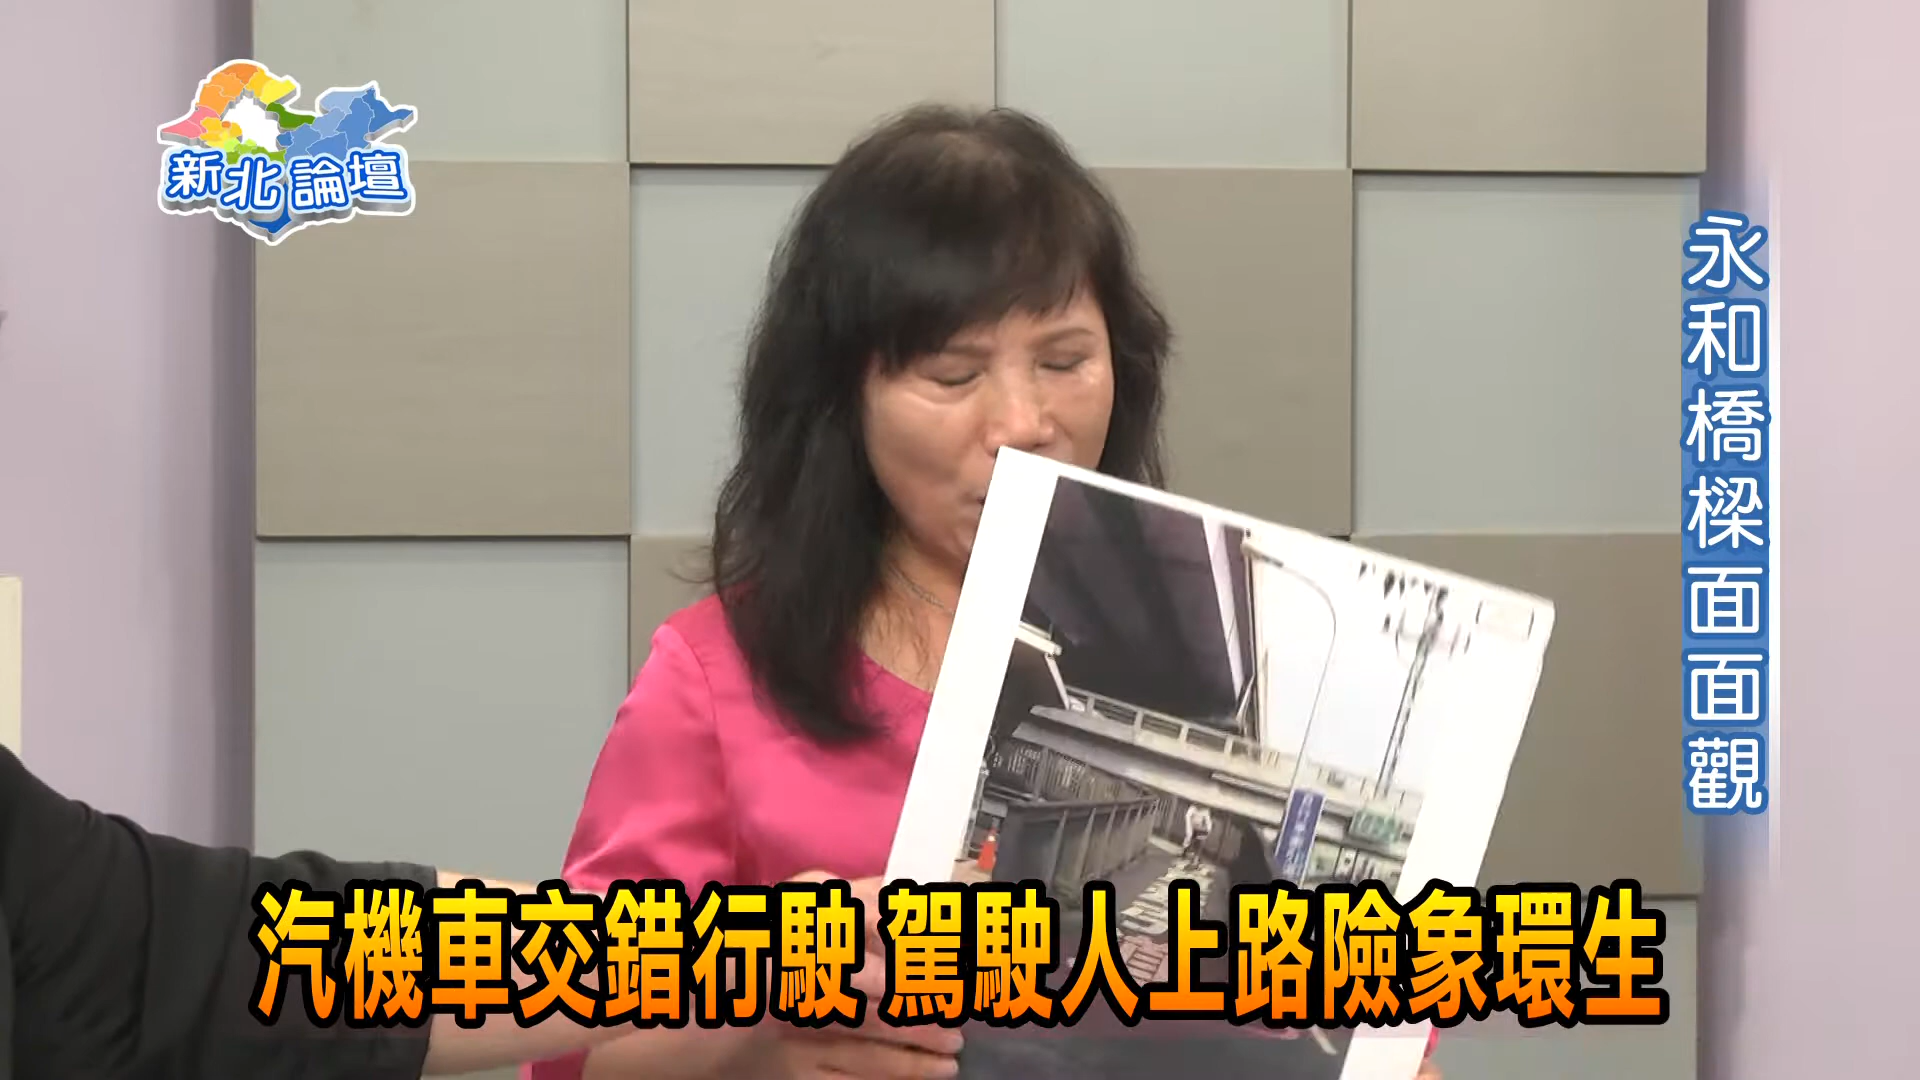 新北論壇
永和橋樑面面觀
汽機車交錯行駛 駕駛人上路險象環生